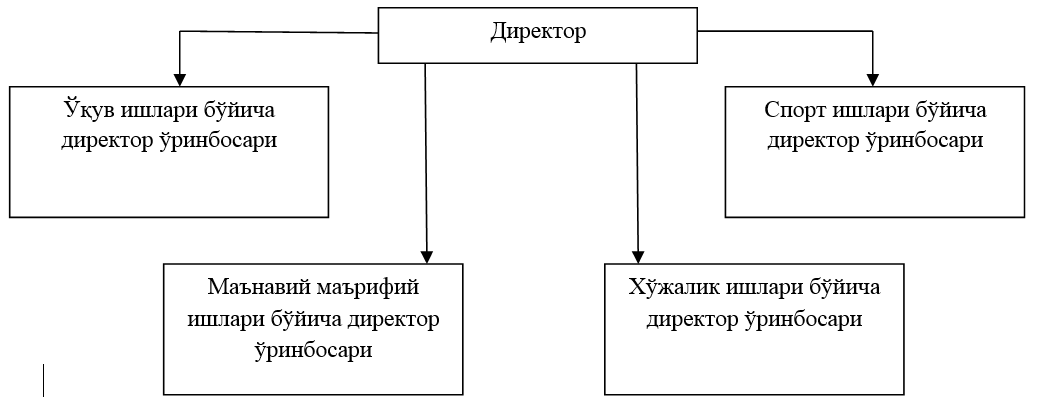 Директор
Ўқув ишлари бўйича
директор ўринбосари
Спорт ишлари бўйича
директор ўринбосари
Маънавий маърифий
ишлари бўйича директор
ўринбосари
Хўжалик ишлари бўйича
директор ўринбосари